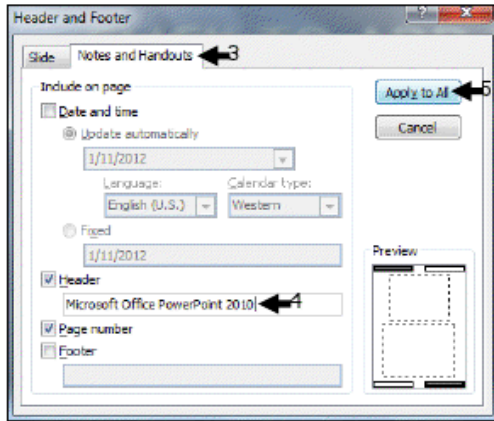 Header and Footer
Slide Notes and Handouts 3
Include on page
Date and time
Update automatically
1/11/2012
Language: Calendar type:
English (U.S.) Western
Fixed
1/11/2012
Header
Microsoft Office PowerPoint 2010 4
Page number
Footer
Apply to All 5
Cancel
Preview